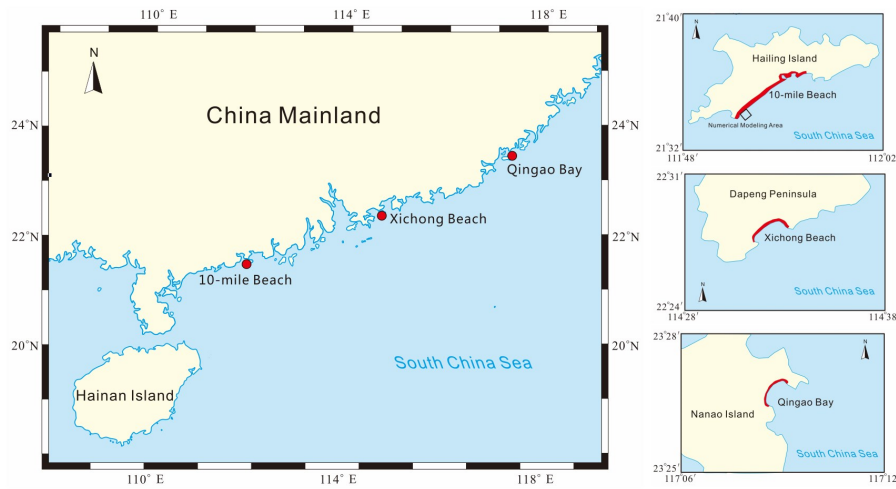 110° E
114° E
118° E
N
China Mainland
24°N
24°N
Qingao Bay
Xichong Beach
22°N
22°N
10-mile Beach
20°N
20°N
South China Sea
Hainan Island
110° E
114° E
118° E
21°40′
N
Hailing Island
10-mile Beach
Numerical Modeling Area
South China Sea
21°32′
111°48′
112°02′
22°31′
Dapeng Peninsula
Xichong Beach
N
South China Sea
22°24′
114°28′
114°38′
23°28′
N
Nanao Island
Qingao Bay
South China Sea
23°25′
117°06′
117°12′